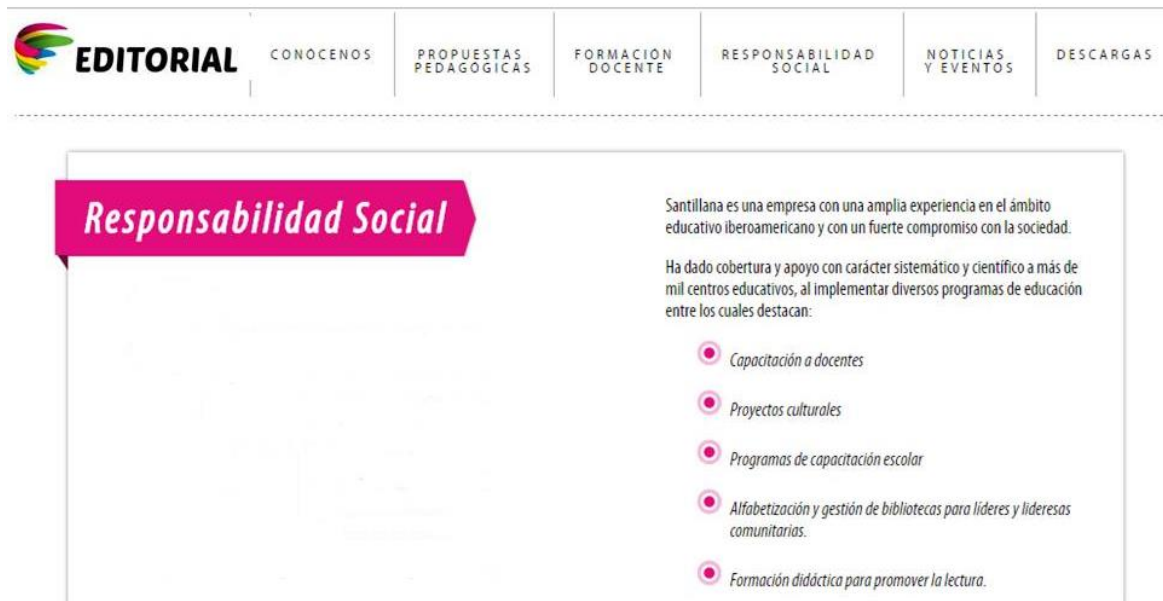 EDITORIAL
CONÓCENOS
PROPUESTAS
PEDAGÓGICAS
FORMACIÓN
DOCENTE
RESPONSABILIDAD
SOCIAL
NOTICIAS
Y EVENTOS
DESCARGAS
Responsabilidad Social
Santillana es una empresa con una amplia experiencia en el ámbito
educativo iberoamericano y con un fuerte compromiso con la sociedad.
Ha dado cobertura y apoyo con carácter sistemático y científico a más de
mil centros educativos, al implementar diversos programas de educación
entre los cuales destacan:
Capacitación a docentes
Proyectos culturales
Programas de capacitación escolar
Alfabetización y gestión de bibliotecas para líderes y lideresas
comunitarias.
Formación didáctica para promover la lectura.